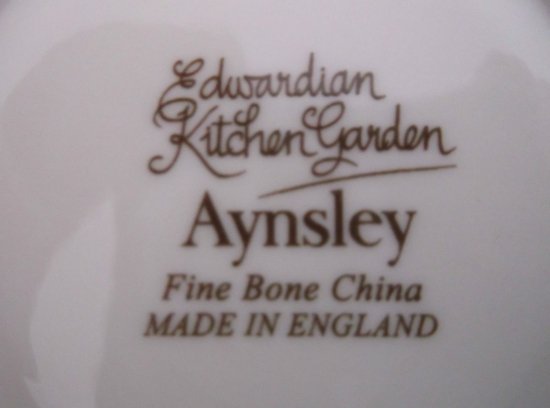 Edwardian
Kitchen Garden
Aynsley
Fine Bone China
MADE IN ENGLAND